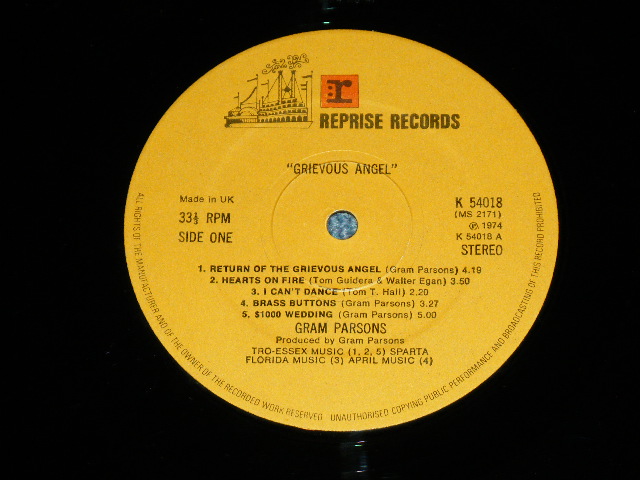 r
REPRISE RECORDS
"GRIEVOUS ANGEL"
Made in UK
33⅓ RPM
SIDE ONE
K 54018
(MS 2171)
℗ 1974
K 54018 A
STEREO
1. RETURN OF THE GRIEVOUS ANGEL (Gram Parsons) 4.19
2. HEARTS ON FIRE (Tom Guidera & Walter Egan) 3.50
3. I CAN'T DANCE (Tom T. Hall) 2.20
4. BRASS BUTTONS (Gram Parsons) 3.27
5. $1000 WEDDING (Gram Parsons) 5.00
GRAM PARSONS
Produced by Gram Parsons
TRO-ESSEX MUSIC (1, 2, 5) SPARTA
FLORIDA MUSIC (3) APRIL MUSIC (4)
ALL RIGHTS OF THE MANUFACTURER AND OF THE OWNER OF THE RECORDED WORK RESERVED UNAUTHORISED COPYING PUBLIC PERFORMANCE AND BROADCASTING OF THIS RECORD PROHIBITED